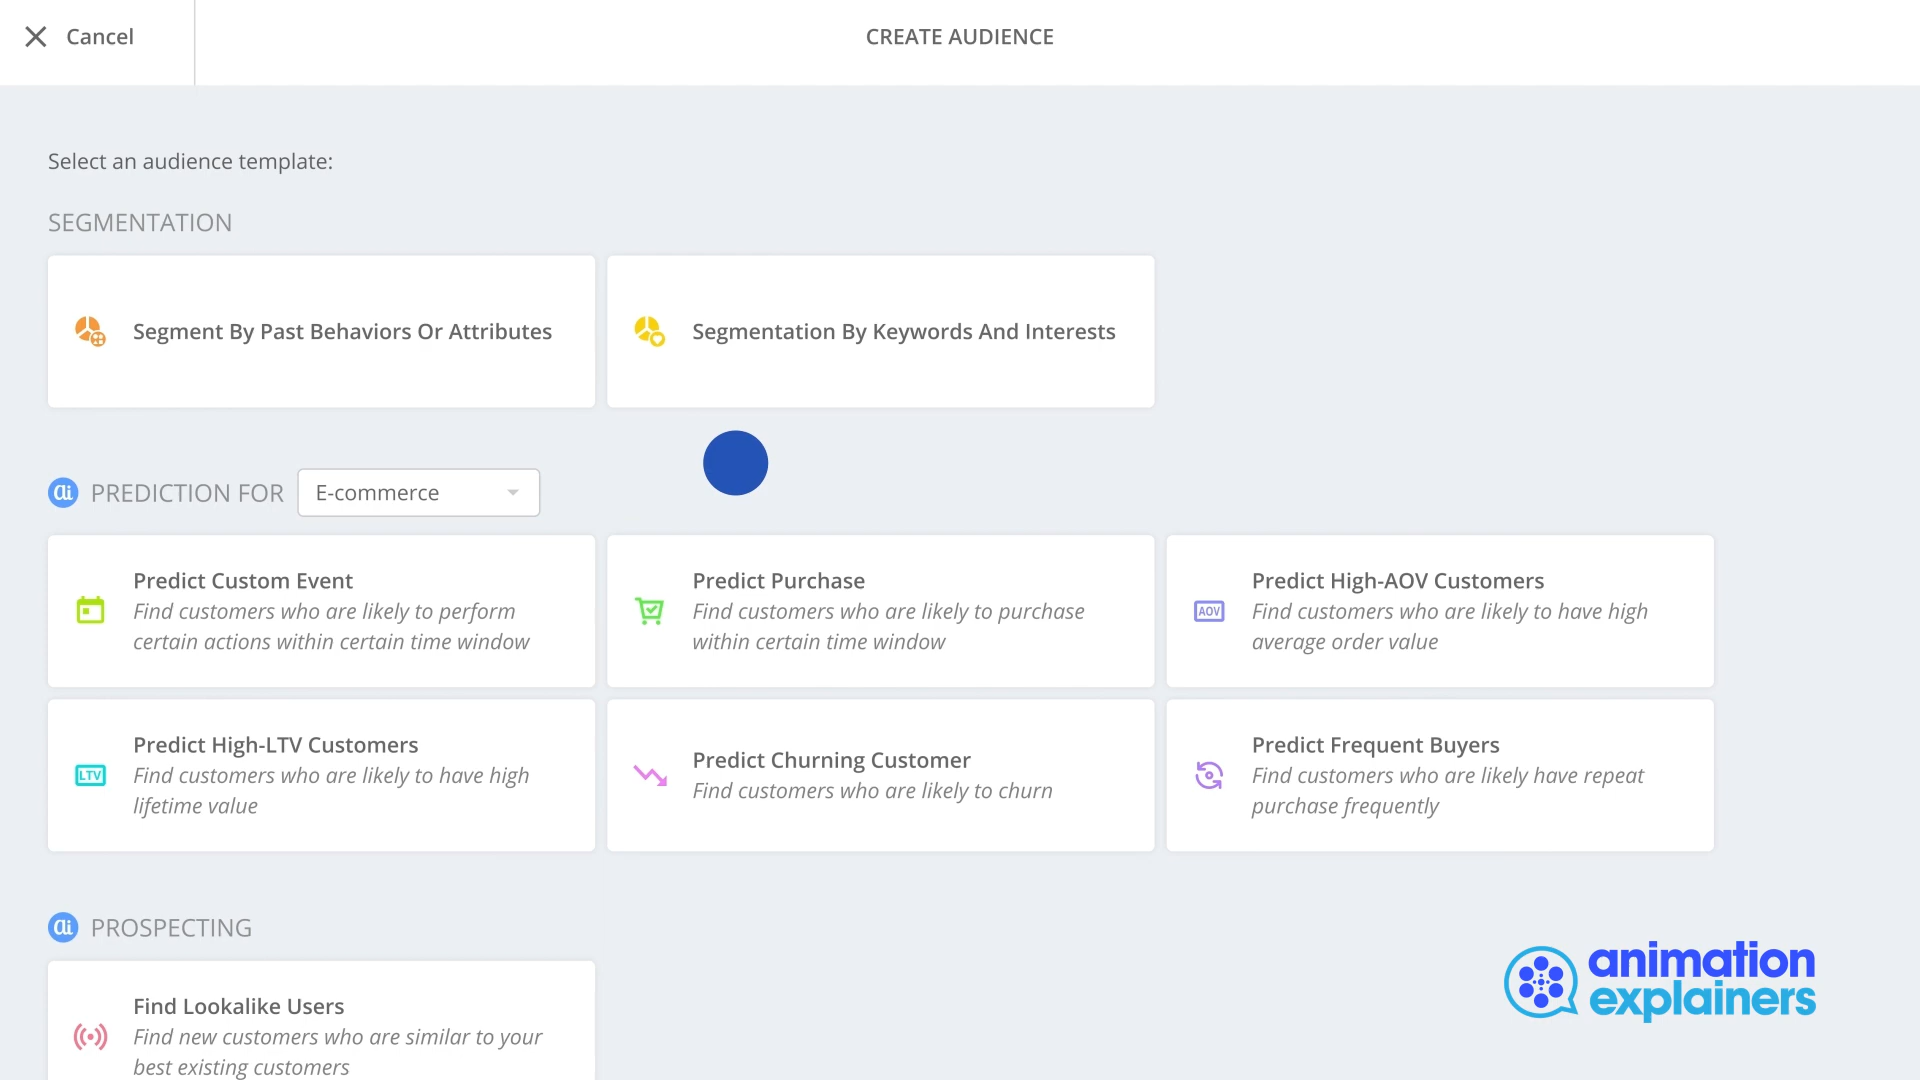 Cancel
CREATE AUDIENCE
Select an audience template:
SEGMENTATION
Segment By Past Behaviors Or Attributes
Segmentation By Keywords And Interests
ai PREDICTION FOR E-commerce
Predict Custom Event
Find customers who are likely to perform
certain actions within certain time window
Predict Purchase
Find customers who are likely to purchase
within certain time window
AOV
Predict High-AOV Customers
Find customers who are likely to have high
average order value
LTV
Predict High-LTV Customers
Find customers who are likely to have high
lifetime value
Predict Churning Customer
Find customers who are likely to churn
Predict Frequent Buyers
Find customers who are likely have repeat
purchase frequently
ai PROSPECTING
Find Lookalike Users
Find new customers who are similar to your
best existing customers
animation
explainers